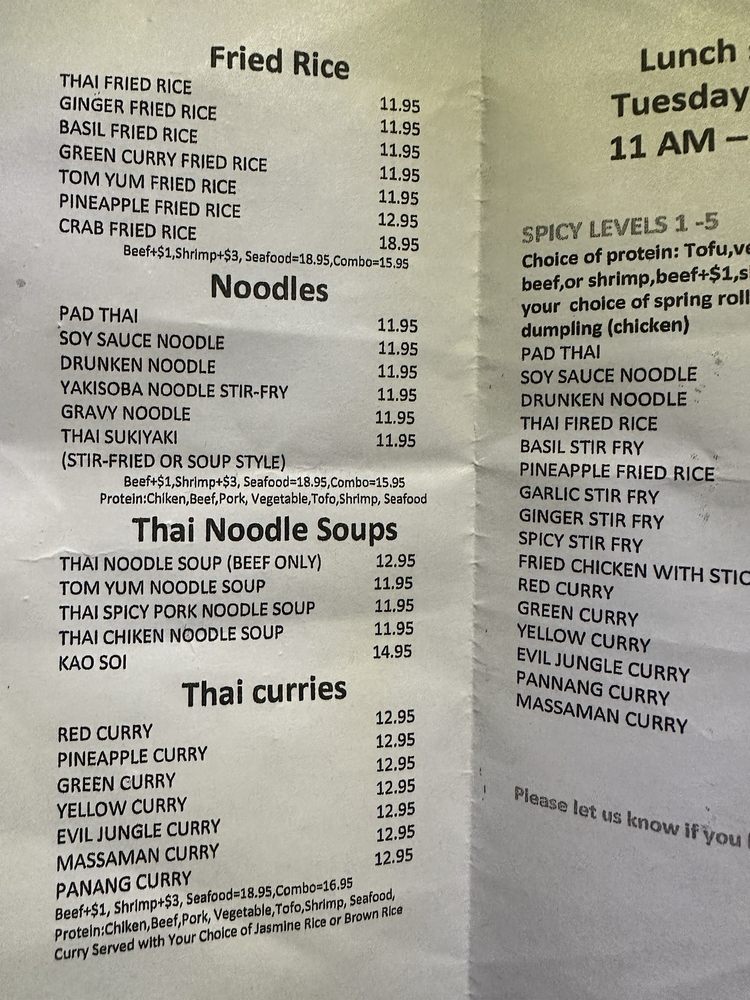 Fried Rice
THAI FRIED RICE 11.95
GINGER FRIED RICE 11.95
BASIL FRIED RICE 11.95
GREEN CURRY FRIED RICE 11.95
TOM YUM FRIED RICE 11.95
PINEAPPLE FRIED RICE 12.95
CRAB FRIED RICE 18.95
Beef+$1,Shrimp+$3, Seafood=18.95,Combo=15.95
Noodles
PAD THAI 11.95
SOY SAUCE NOODLE 11.95
DRUNKEN NOODLE 11.95
YAKISOBA NOODLE STIR-FRY 11.95
GRAVY NOODLE 11.95
THAI SUKIYAKI 11.95
(STIR-FRIED OR SOUP STYLE)
Beef+$1,Shrimp+$3, Seafood=18.95,Combo=15.95
Protein:Chiken,Beef,Pork, Vegetable,Tofo,Shrimp, Seafood
Thai Noodle Soups
THAI NOODLE SOUP (BEEF ONLY) 12.95
TOM YUM NOODLE SOUP 11.95
THAI SPICY PORK NOODLE SOUP 11.95
THAI CHIKEN NOODLE SOUP 11.95
KAO SOI 14.95
Thai curries
RED CURRY 12.95
PINEAPPLE CURRY 12.95
GREEN CURRY 12.95
YELLOW CURRY 12.95
EVIL JUNGLE CURRY 12.95
MASSAMAN CURRY 12.95
PANANG CURRY 12.95
Beef+$1, Shrimp+$3, Seafood=18.95,Combo=16.95
Protein:Chiken,Beef,Pork, Vegetable,Tofo,Shrimp, Seafood,
Curry Served with Your Choice of Jasmine Rice or Brown Rice
Lunch
Tuesday
11 AM –
SPICY LEVELS 1 -5
Choice of protein: Tofu,ve
beef,or shrimp,beef+$1,s
your choice of spring roll
dumpling (chicken)
PAD THAI
SOY SAUCE NOODLE
DRUNKEN NOODLE
THAI FIRED RICE
BASIL STIR FRY
PINEAPPLE FRIED RICE
GARLIC STIR FRY
GINGER STIR FRY
SPICY STIR FRY
FRIED CHICKEN WITH STIC
RED CURRY
GREEN CURRY
YELLOW CURRY
EVIL JUNGLE CURRY
PANNANG CURRY
MASSAMAN CURRY
Please let us know if you